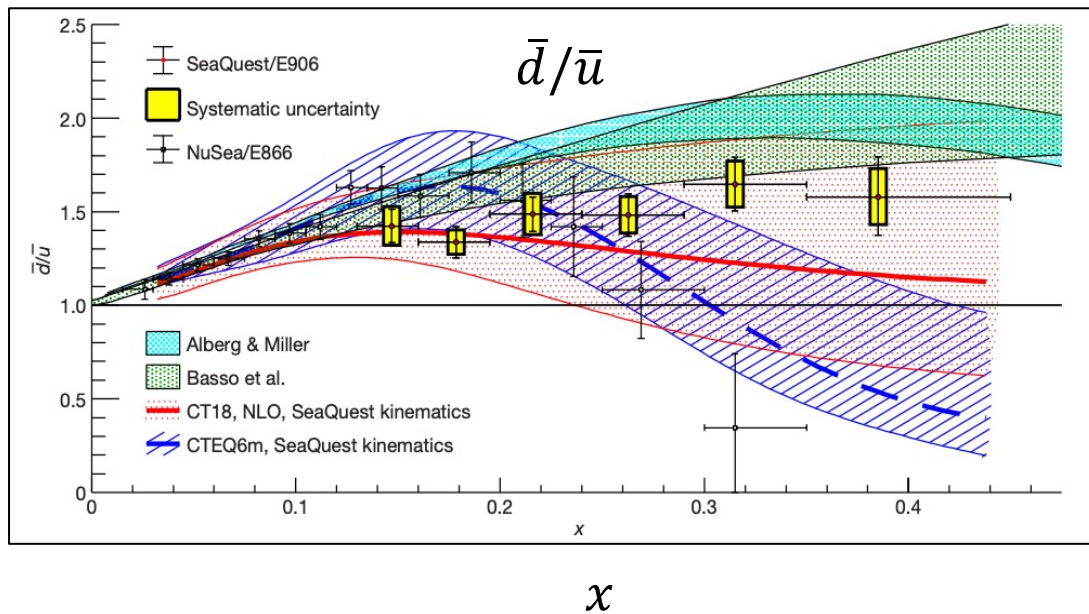 2.5
SeaQuest/E906
d̄/ū
Systematic uncertainty
2.0
NuSea/E866
1.5
d̄/ū
1.0
Alberg & Miller
Basso et al.
0.5
CT18, NLO, SeaQuest kinematics
CTEQ6m, SeaQuest kinematics
0
0 0.1 0.2 0.3 0.4
x
x